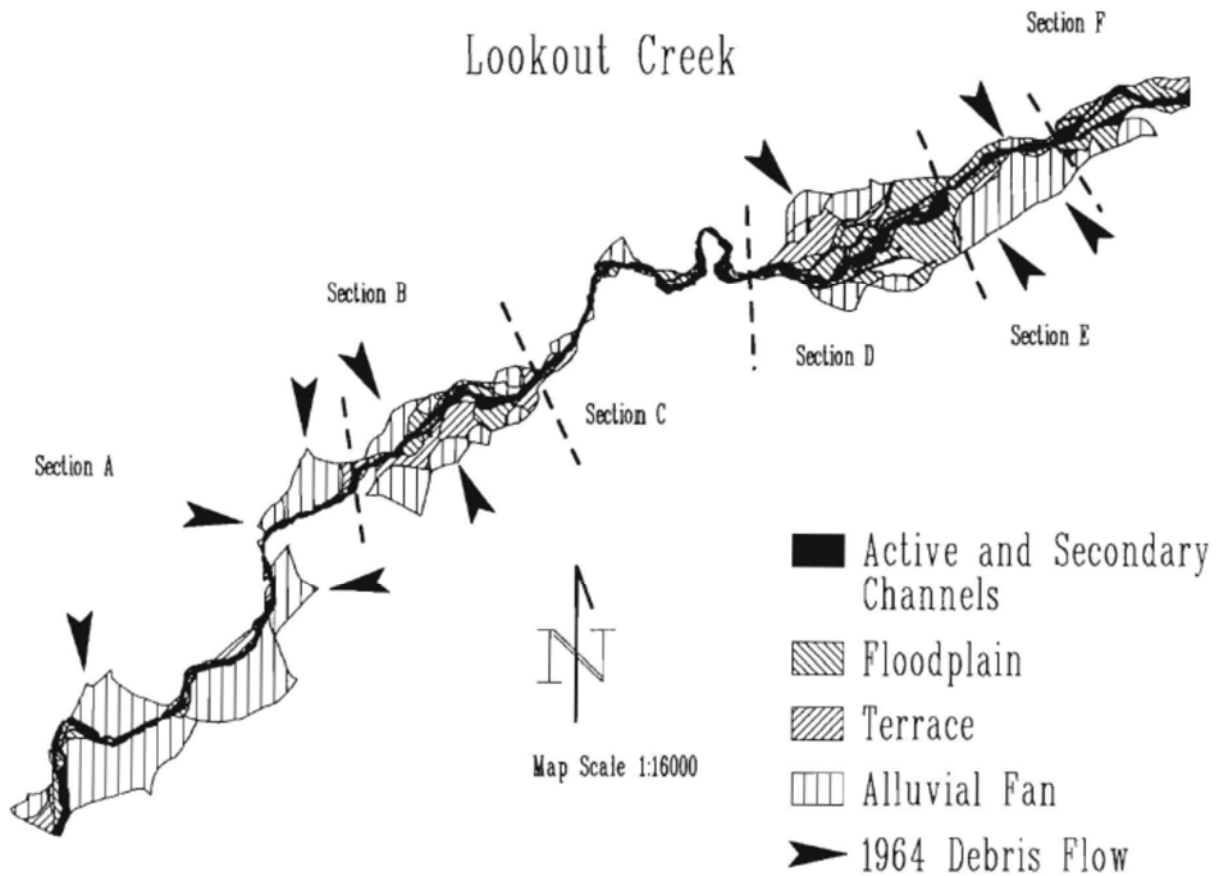 Section F
Lookout Creek
Section B
Section E
Section D
Section C
Section A
Active and Secondary
Channels
Floodplain
N
Terrace
Map Scale 1:16000
Alluvial Fan
1964 Debris Flow